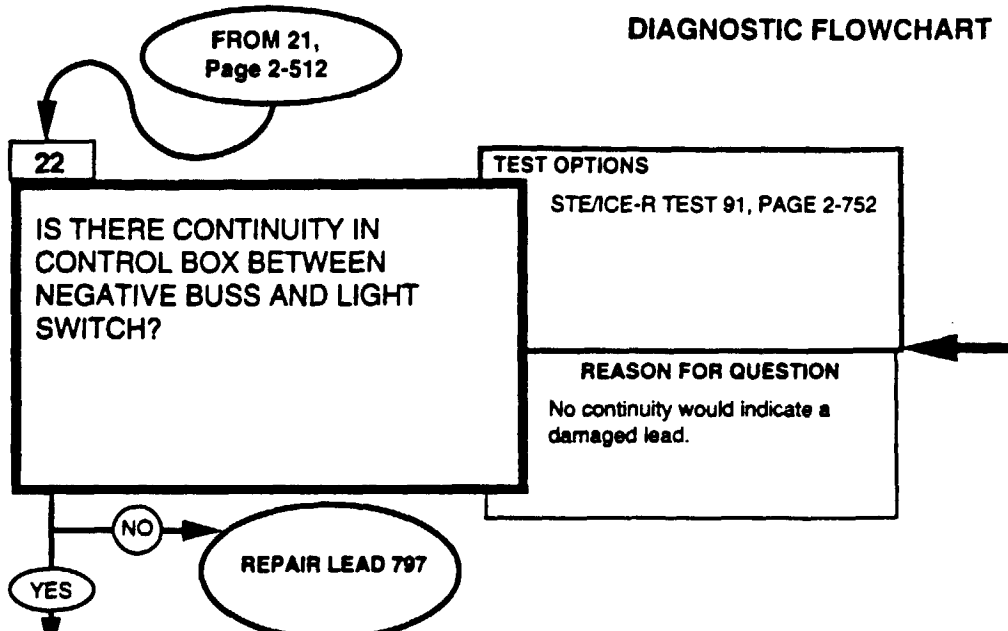 DIAGNOSTIC FLOWCHART
FROM 21,
Page 2-512
22
IS THERE CONTINUITY IN
CONTROL BOX BETWEEN
NEGATIVE BUSS AND LIGHT
SWITCH?
TEST OPTIONS
STE/ICE-R TEST 91, PAGE 2-752
REASON FOR QUESTION
No continuity would indicate a
damaged lead.
NO
REPAIR LEAD 797
YES